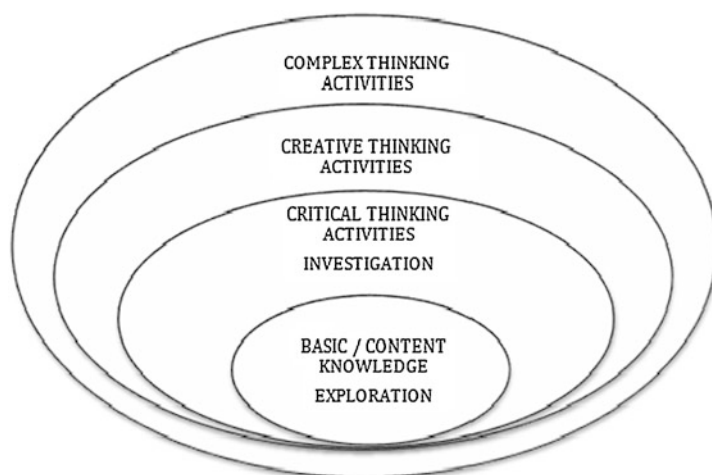 COMPLEX THINKING
ACTIVITIES
CREATIVE THINKING
ACTIVITIES
CRITICAL THINKING
ACTIVITIES
INVESTIGATION
BASIC / CONTENT
KNOWLEDGE
EXPLORATION